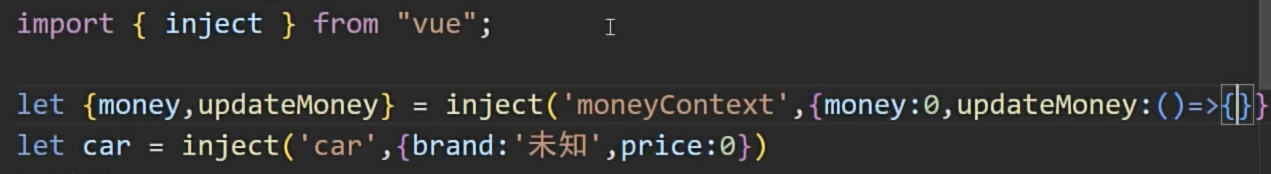 import { inject } from "vue";
let {money,updateMoney} = inject('moneyContext',{money:0,updateMoney:()=>{}}
let car = inject('car',{brand:'未知',price:0})